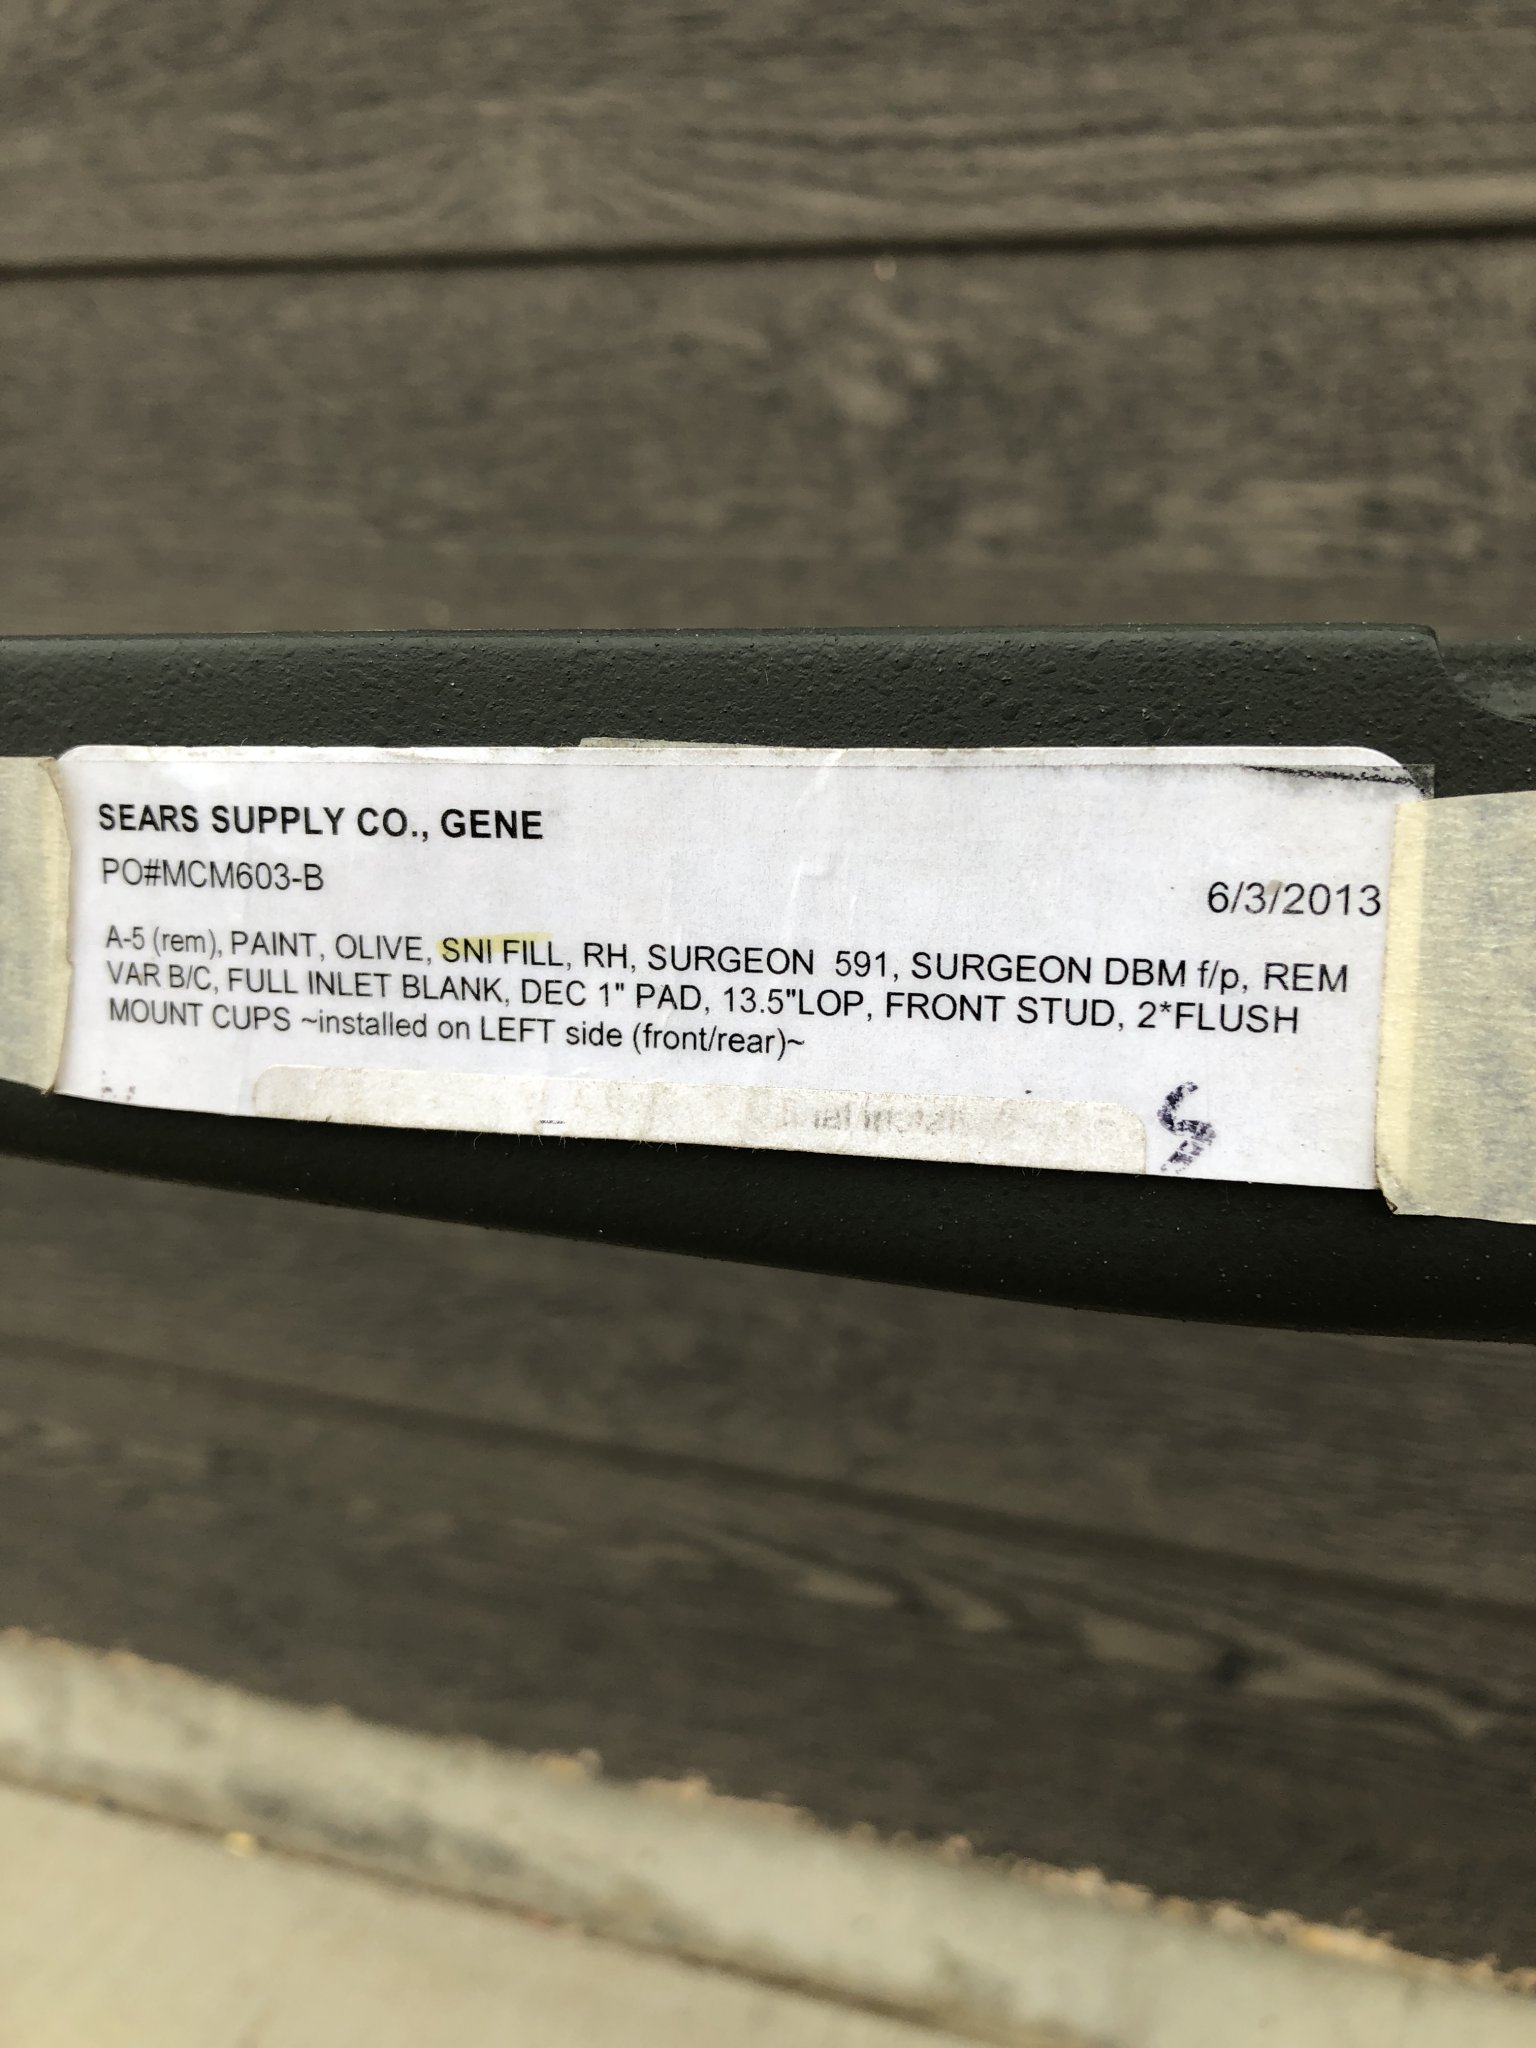 SEARS SUPPLY CO., GENE
PO#MCM603-B
6/3/2013
A-5 (rem), PAINT, OLIVE, SNI FILL, RH, SURGEON 591, SURGEON DBM f/p, REM
VAR B/C, FULL INLET BLANK, DEC 1" PAD, 13.5"LOP, FRONT STUD, 2*FLUSH
MOUNT CUPS ~installed on LEFT side (front/rear)~